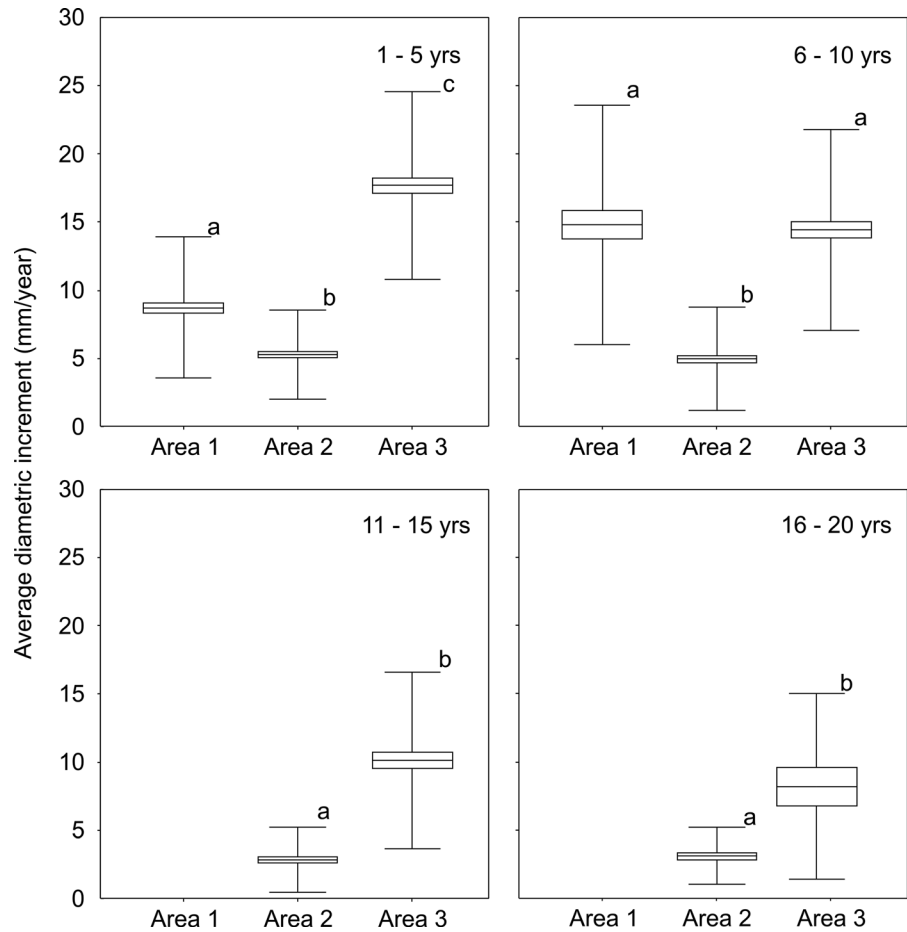 Average diametric increment (mm/year)
30
25
20
15
10
5
0
1 - 5 yrs
a
b
c
Area 1 Area 2 Area 3
6 - 10 yrs
a
b
a
Area 1 Area 2 Area 3
30
25
20
15
10
5
0
11 - 15 yrs
a
b
Area 1 Area 2 Area 3
16 - 20 yrs
a
b
Area 1 Area 2 Area 3